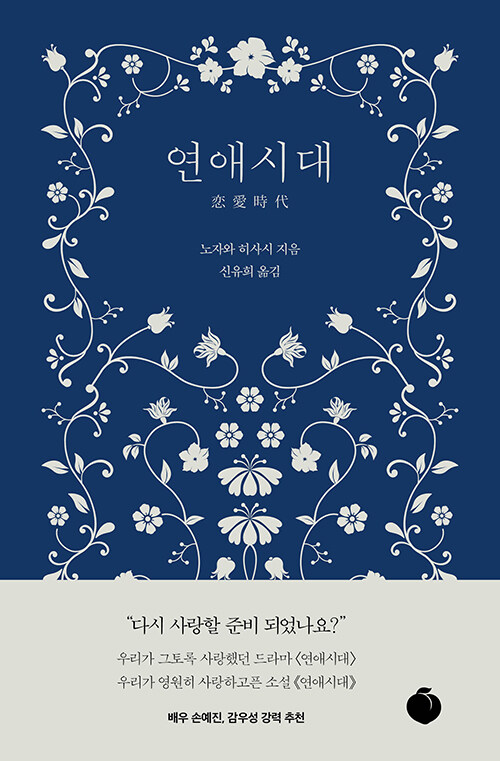 연애시대
恋愛時代
노자와 히사시 지음
신유희 옮김
“다시 사랑할 준비 되었나요?”
우리가 그토록 사랑했던 드라마 〈연애시대〉
우리가 영원히 사랑하고픈 소설 《연애시대》
배우 손예진, 감우성 강력 추천